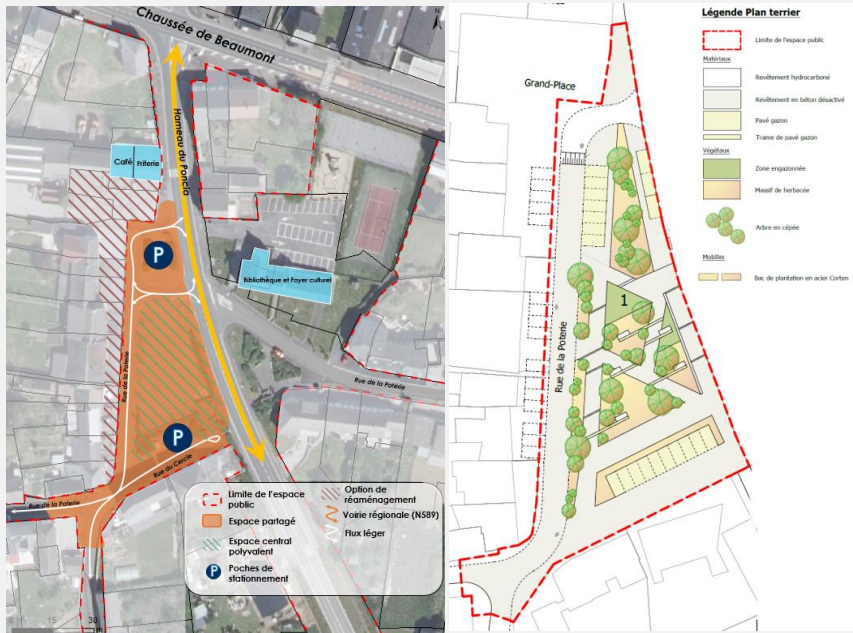 Chaussée de Beaumont
Hameau du Poncia
Café
Friterie
P
Bibliothèque et Foyer culturel
Rue de la Poterie
Rue de la Poterie
P
Rue du Cercle
Rue de la Poterie
Limite de l'espace
public
Espace partagé
Espace central
polyvalent
Poches de
stationnement
Option de
réaménagement
Voirie régionale (N589)
Flux léger
0 15 30
Grand-Place
Rue de la Poterie
1
Légende Plan terrier
Limite de l'espace public
Matériaux
Revêtement hydrocarboné
Revêtement en béton désactivé
Pavé gazon
Trame de pavé gazon
Végétaux
Zone engazonnée
Massif de herbacée
Arbre en cépée
Mobilier
Bac de plantation en acier Corten